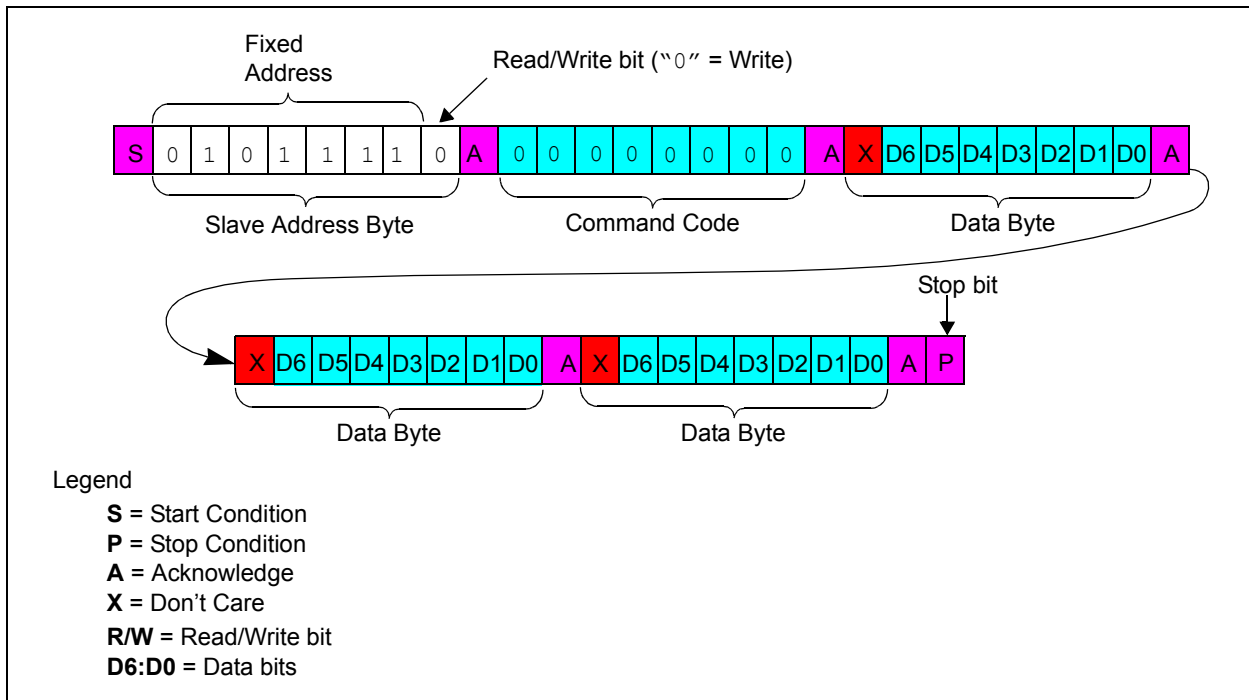 Fixed
Address
Read/Write bit (“0” = Write)
S 0 1 0 1 1 1 1 0 A 0 0 0 0 0 0 0 0 A X D6 D5 D4 D3 D2 D1 D0 A
Slave Address Byte Command Code Data Byte
Stop bit
X D6 D5 D4 D3 D2 D1 D0 A X D6 D5 D4 D3 D2 D1 D0 A P
Data Byte Data Byte
Legend
S = Start Condition
P = Stop Condition
A = Acknowledge
X = Don’t Care
R/W = Read/Write bit
D6:D0 = Data bits